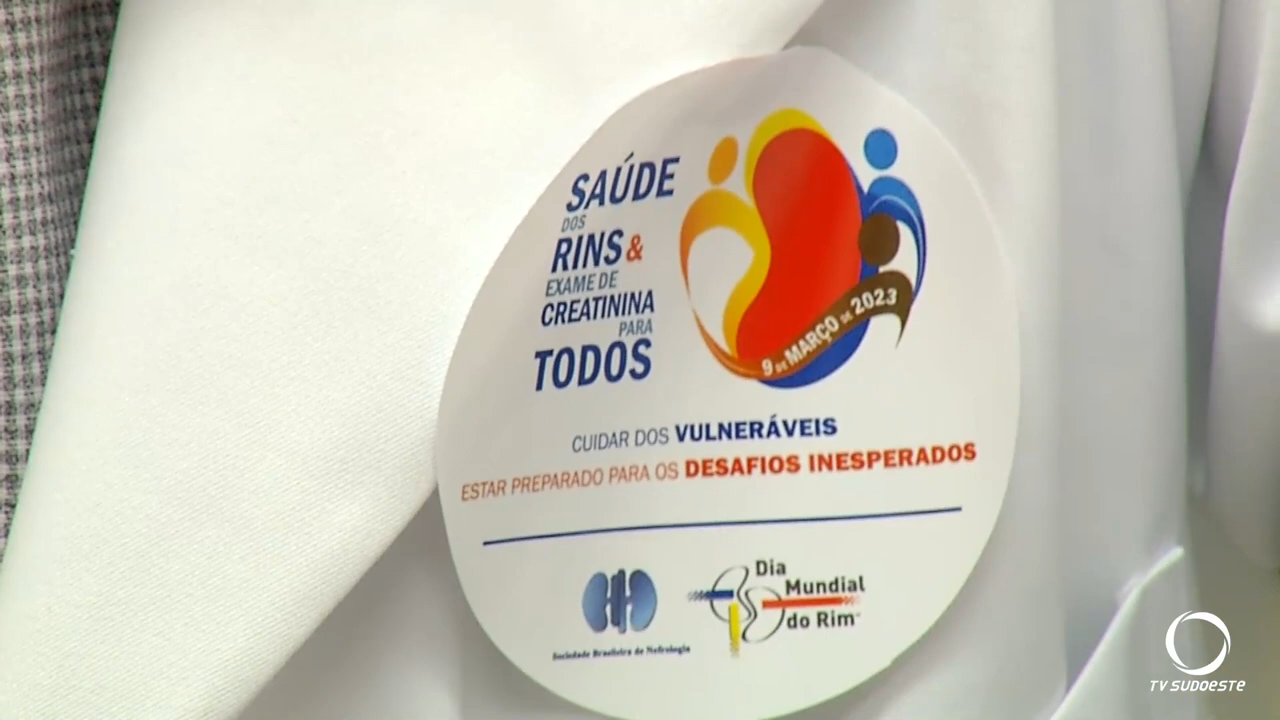 SAÚDE
DOS
RINS &
EXAME DE
CREATININA
PARA
TODOS
9 DE MARÇO DE 2023
CUIDAR DOS VULNERÁVEIS
ESTAR PREPARADO PARA OS DESAFIOS INESPERADOS
Sociedade Brasileira de Nefrologia
Dia
Mundial
do Rim
TV SUDOESTE